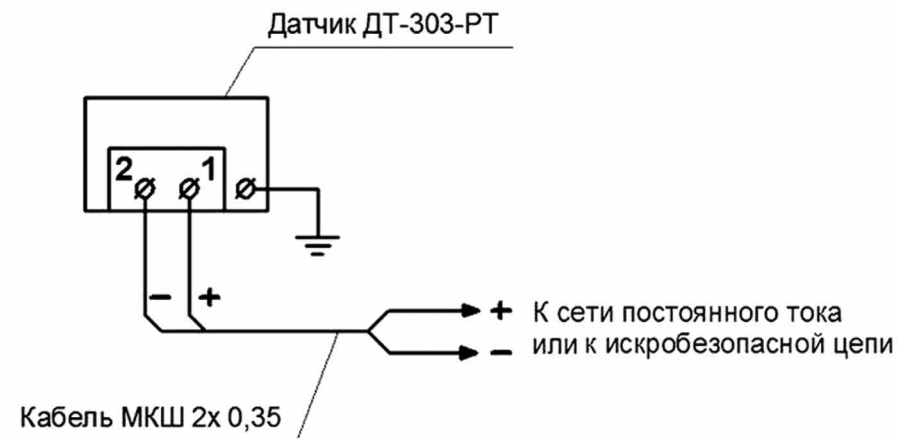 Датчик ДТ-303-РТ
2 1
− +
+ К сети постоянного тока
− или к искробезопасной цепи
Кабель МКШ 2х 0,35